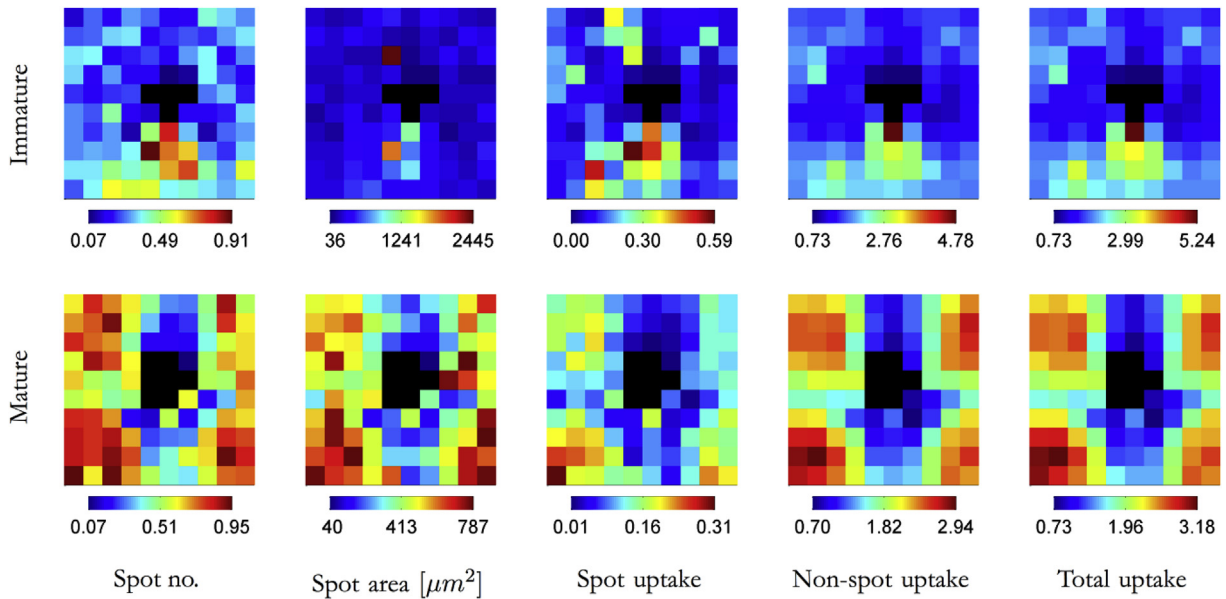 Immature
0.07 0.49 0.91 36 1241 2445 0.00 0.30 0.59 0.73 2.76 4.78 0.73 2.99 5.24
Mature
0.07 0.51 0.95 40 413 787 0.01 0.16 0.31 0.70 1.82 2.94 0.73 1.96 3.18
Spot no. Spot area [μm²] Spot uptake Non-spot uptake Total uptake